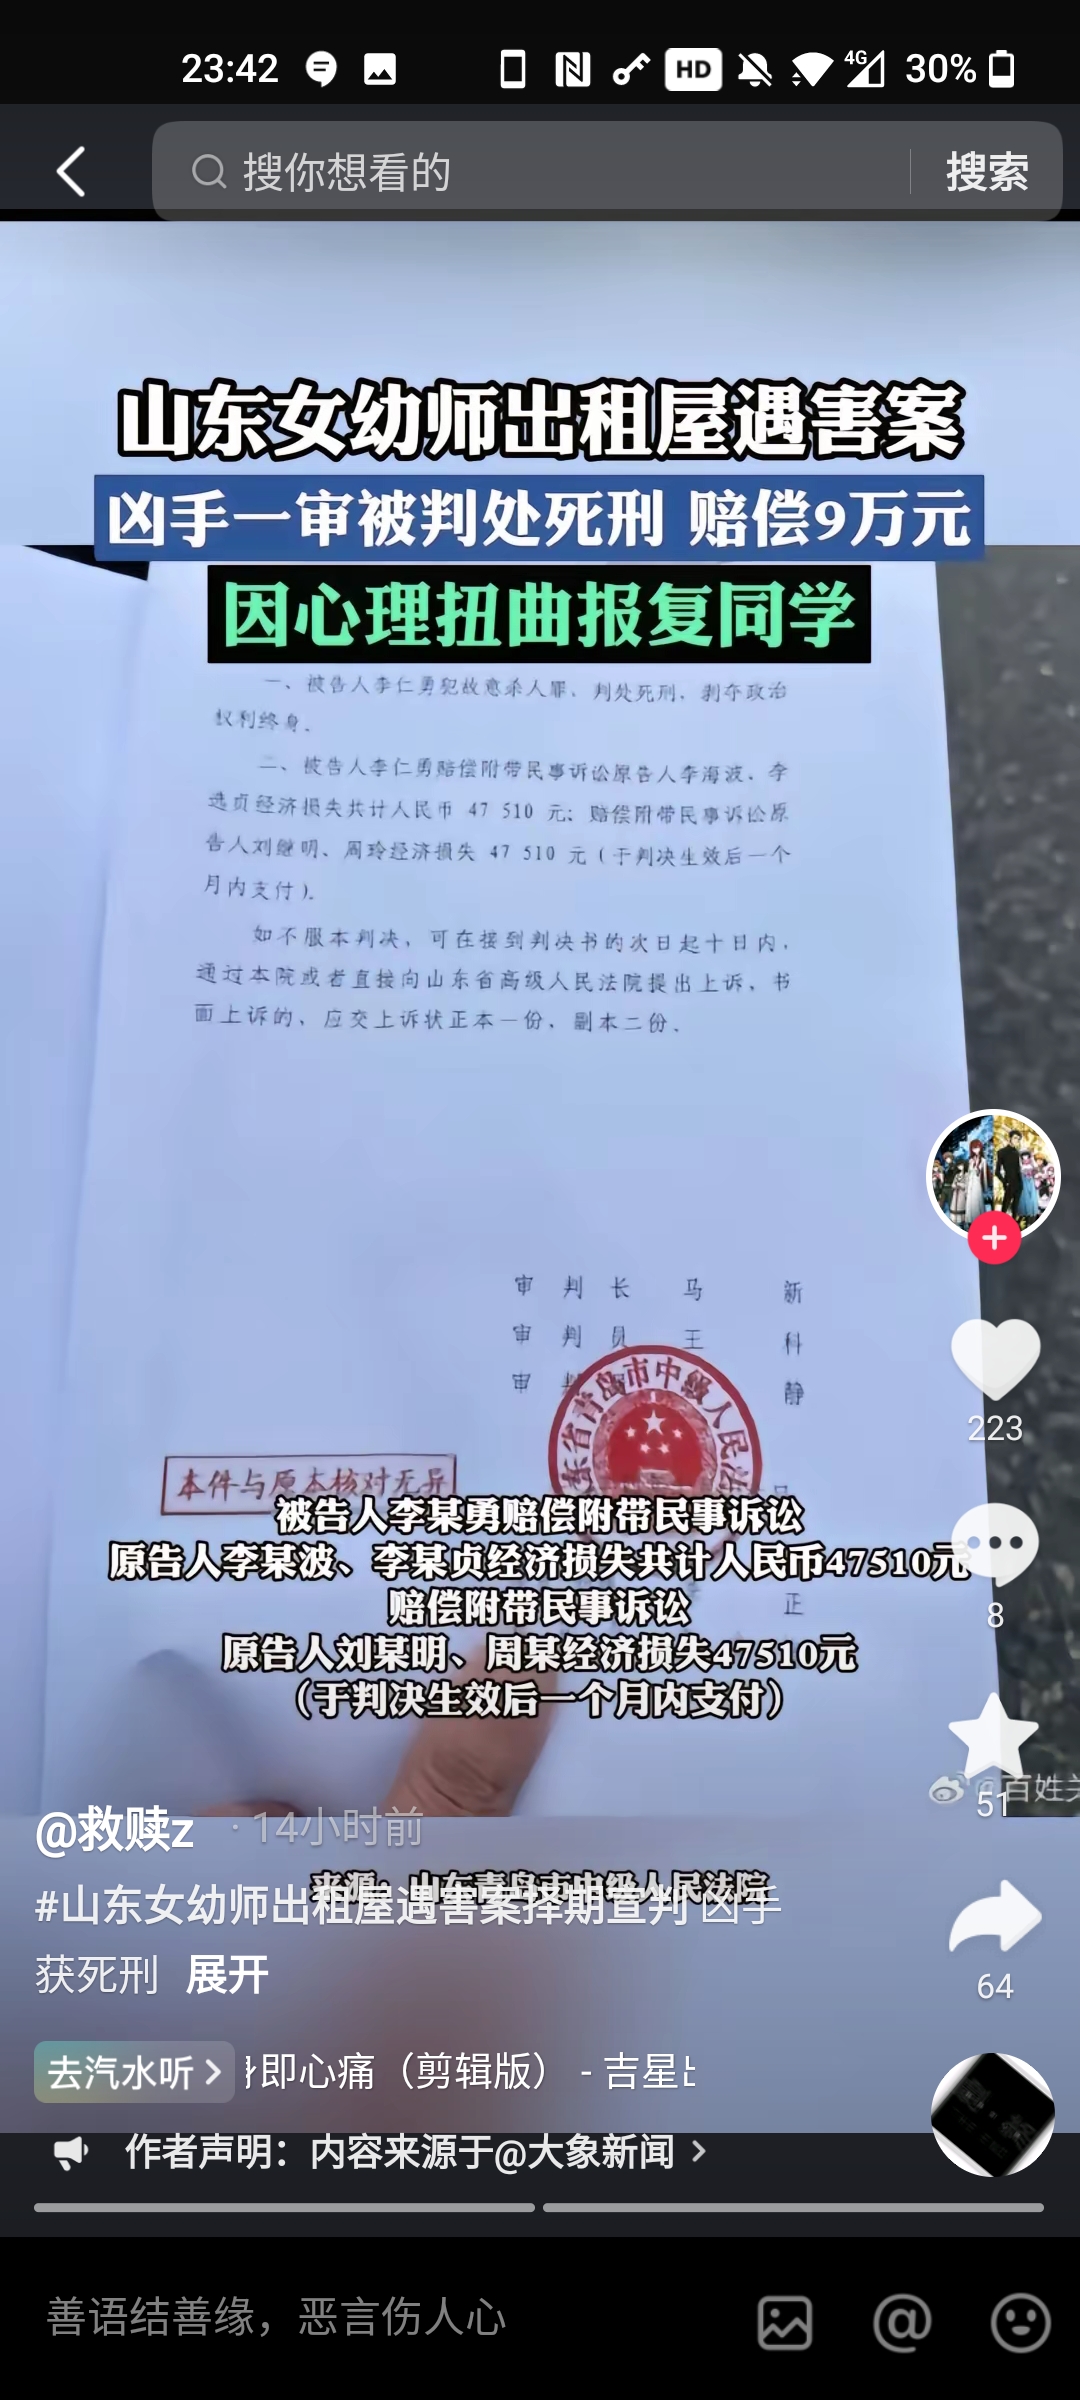 23:42
HD
4G
30%
搜你想看的
搜索
山东女幼师出租屋遇害案
凶手一审被判处死刑 赔偿9万元
因心理扭曲报复同学
一、被告人李仁勇犯故意杀人罪，判处死刑，剥夺政治
权利终身。
二、被告人李仁勇赔偿附带民事诉讼原告人李海波、李
选贞经济损失共计人民币 47 510 元；赔偿附带民事诉讼原
告人刘继明、周玲经济损失 47 510 元（于判决生效后一个
月内支付）。
如不服本判决，可在接到判决书的次日起十日内，
通过本院或者直接向山东省高级人民法院提出上诉，书
面上诉的，应交上诉状正本一份，副本二份。
审 判 长 马 新
审 判 员 王 科
审 静
东省青岛市中级人民法
本件与原本核对无异
正
被告人李某勇赔偿附带民事诉讼
原告人李某波、李某贞经济损失共计人民币47510元
赔偿附带民事诉讼
原告人刘某明、周某经济损失47510元
（于判决生效后一个月内支付）
223
8
51
@百姓关
@救赎z · 14小时前
来源：山东青岛市中级人民法院
#山东女幼师出租屋遇害案择期宣判 凶手
获死刑 展开
64
去汽水听
即心痛（剪辑版） - 吉星
作者声明：内容来源于@大象新闻
善语结善缘，恶言伤人心